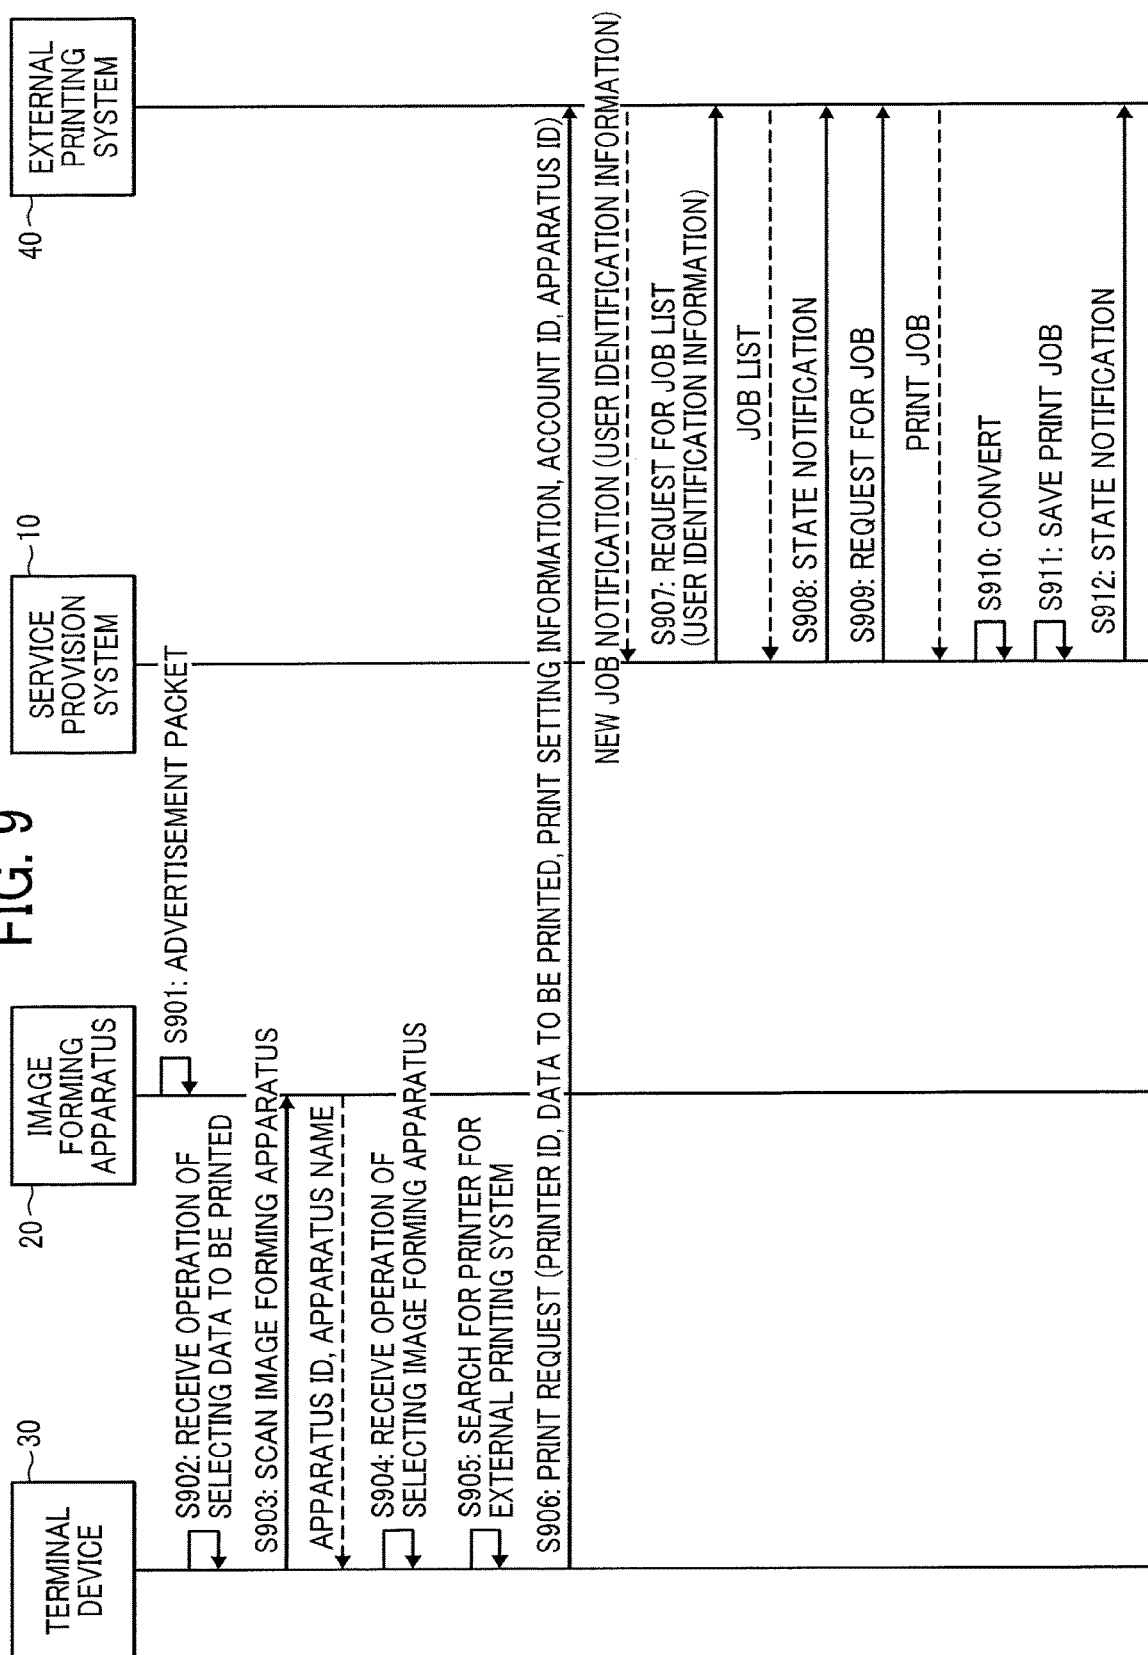 FIG. 9
TERMINAL
DEVICE
30
IMAGE
FORMING
APPARATUS
20
SERVICE
PROVISION
SYSTEM
10
EXTERNAL
PRINTING
SYSTEM
40
S901: ADVERTISEMENT PACKET
S902: RECEIVE OPERATION OF
SELECTING DATA TO BE PRINTED
S903: SCAN IMAGE FORMING APPARATUS
APPARATUS ID, APPARATUS NAME
S904: RECEIVE OPERATION OF
SELECTING IMAGE FORMING APPARATUS
S905: SEARCH FOR PRINTER FOR
EXTERNAL PRINTING SYSTEM
S906: PRINT REQUEST (PRINTER ID, DATA TO BE PRINTED, PRINT SETTING INFORMATION, ACCOUNT ID, APPARATUS ID)
NEW JOB NOTIFICATION (USER IDENTIFICATION INFORMATION)
S907: REQUEST FOR JOB LIST
(USER IDENTIFICATION INFORMATION)
JOB LIST
S908: STATE NOTIFICATION
S909: REQUEST FOR JOB
PRINT JOB
S910: CONVERT
S911: SAVE PRINT JOB
S912: STATE NOTIFICATION